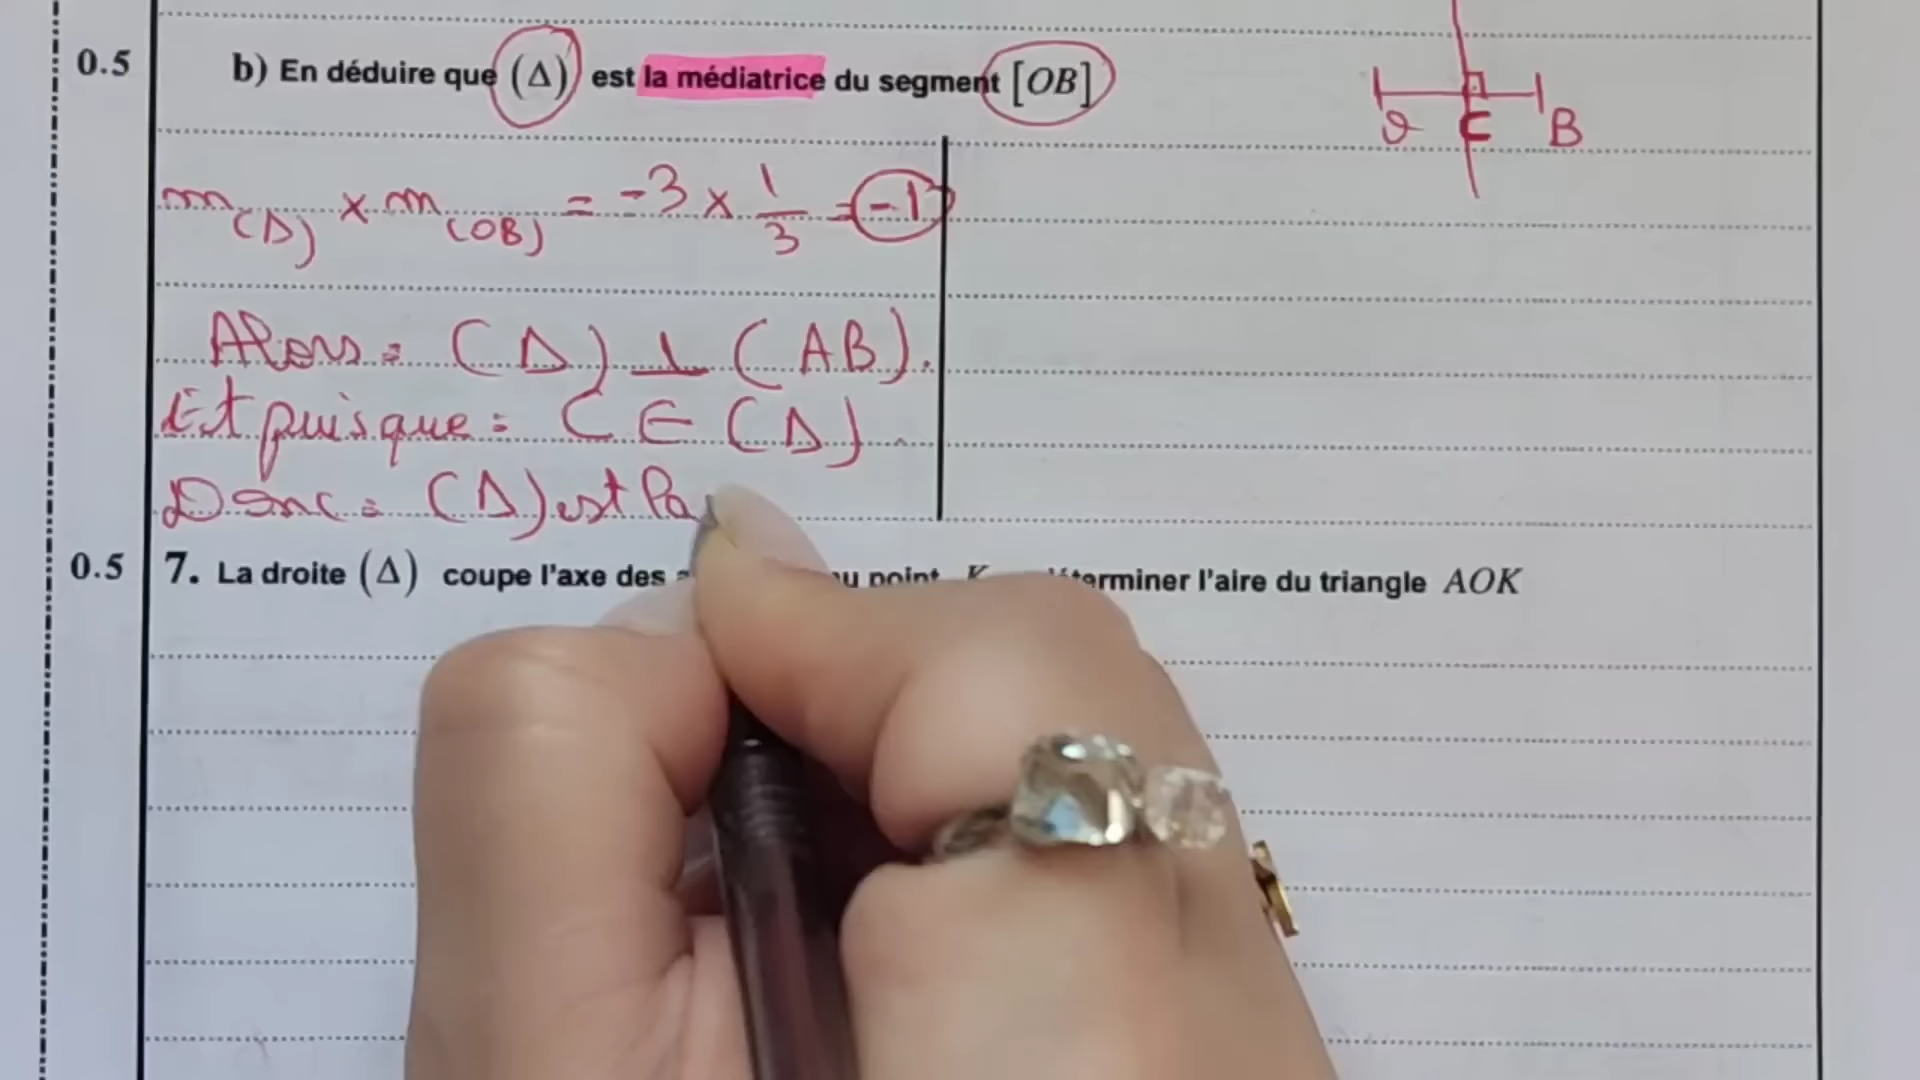 0.5 b) En déduire que (Δ) est la médiatrice du segment [OB]
O C B
m(Δ) × m(OB) = -3 × 1/3 = -1
Alors = (Δ) ⊥ (AB).
Et puisque : C ∈ (Δ).
Donc = (Δ) est la
0.5 7. La droite (Δ) coupe l'axe des point K terminer l'aire du triangle AOK